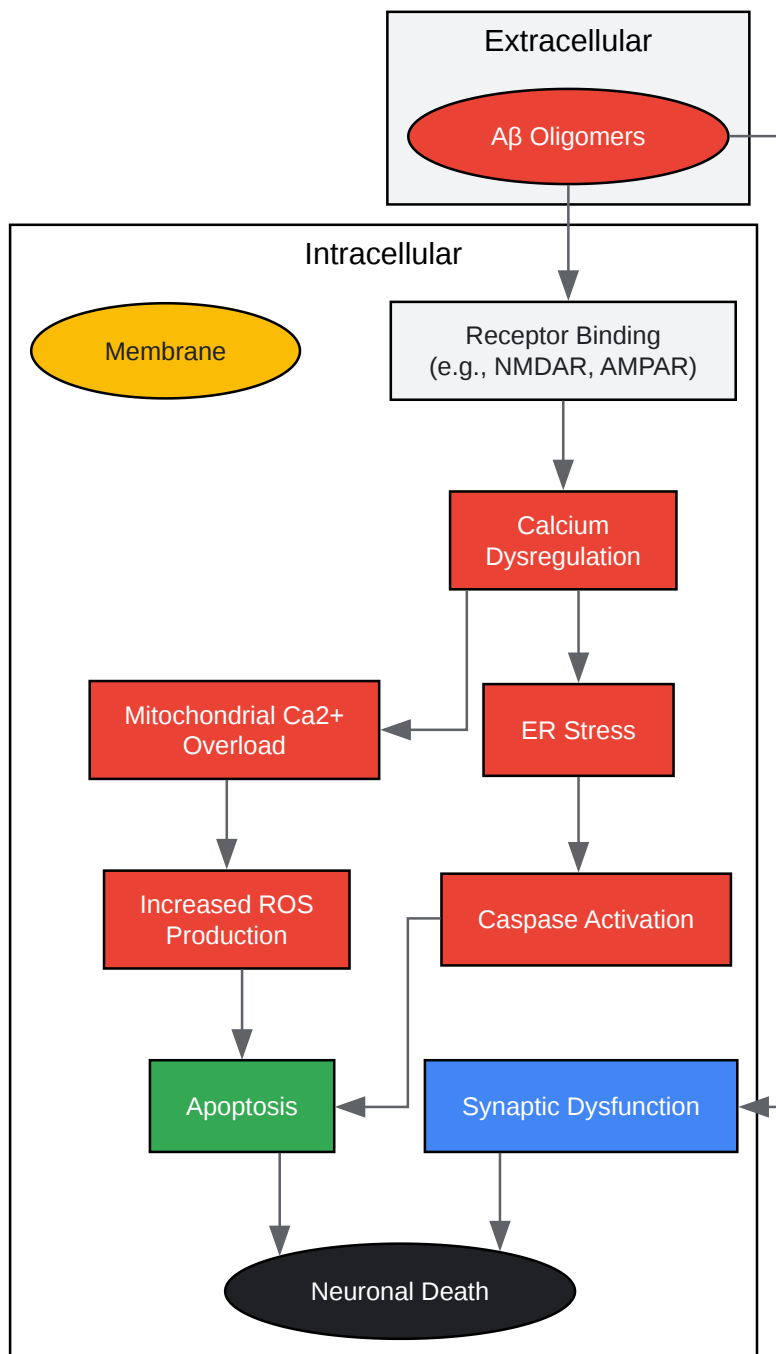 Extracellular
Aβ Oligomers
Intracellular
Membrane
Receptor Binding
(e.g., NMDAR, AMPAR)
Calcium
Dysregulation
Mitochondrial Ca2+
Overload
ER Stress
Increased ROS
Production
Caspase Activation
Apoptosis
Synaptic Dysfunction
Neuronal Death